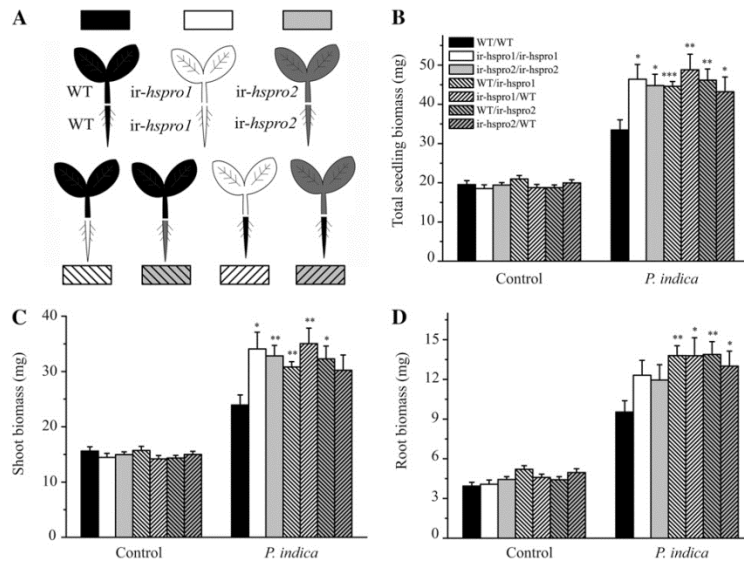 A
WT ir-hspro1 ir-hspro2
WT ir-hspro1 ir-hspro2
B
Total seedling biomass (mg)
60
50
40
30
20
10
0
WT/WT
ir-hspro1/ir-hspro1
ir-hspro2/ir-hspro2
WT/ir-hspro1
ir-hspro1/WT
WT/ir-hspro2
ir-hspro2/WT
* * *** ** ** *
Control P. indica
C
Shoot biomass (mg)
40
30
20
10
0
* ** ** ** *
Control P. indica
D
Root biomass (mg)
15
12
9
6
3
0
** * ** *
Control P. indica